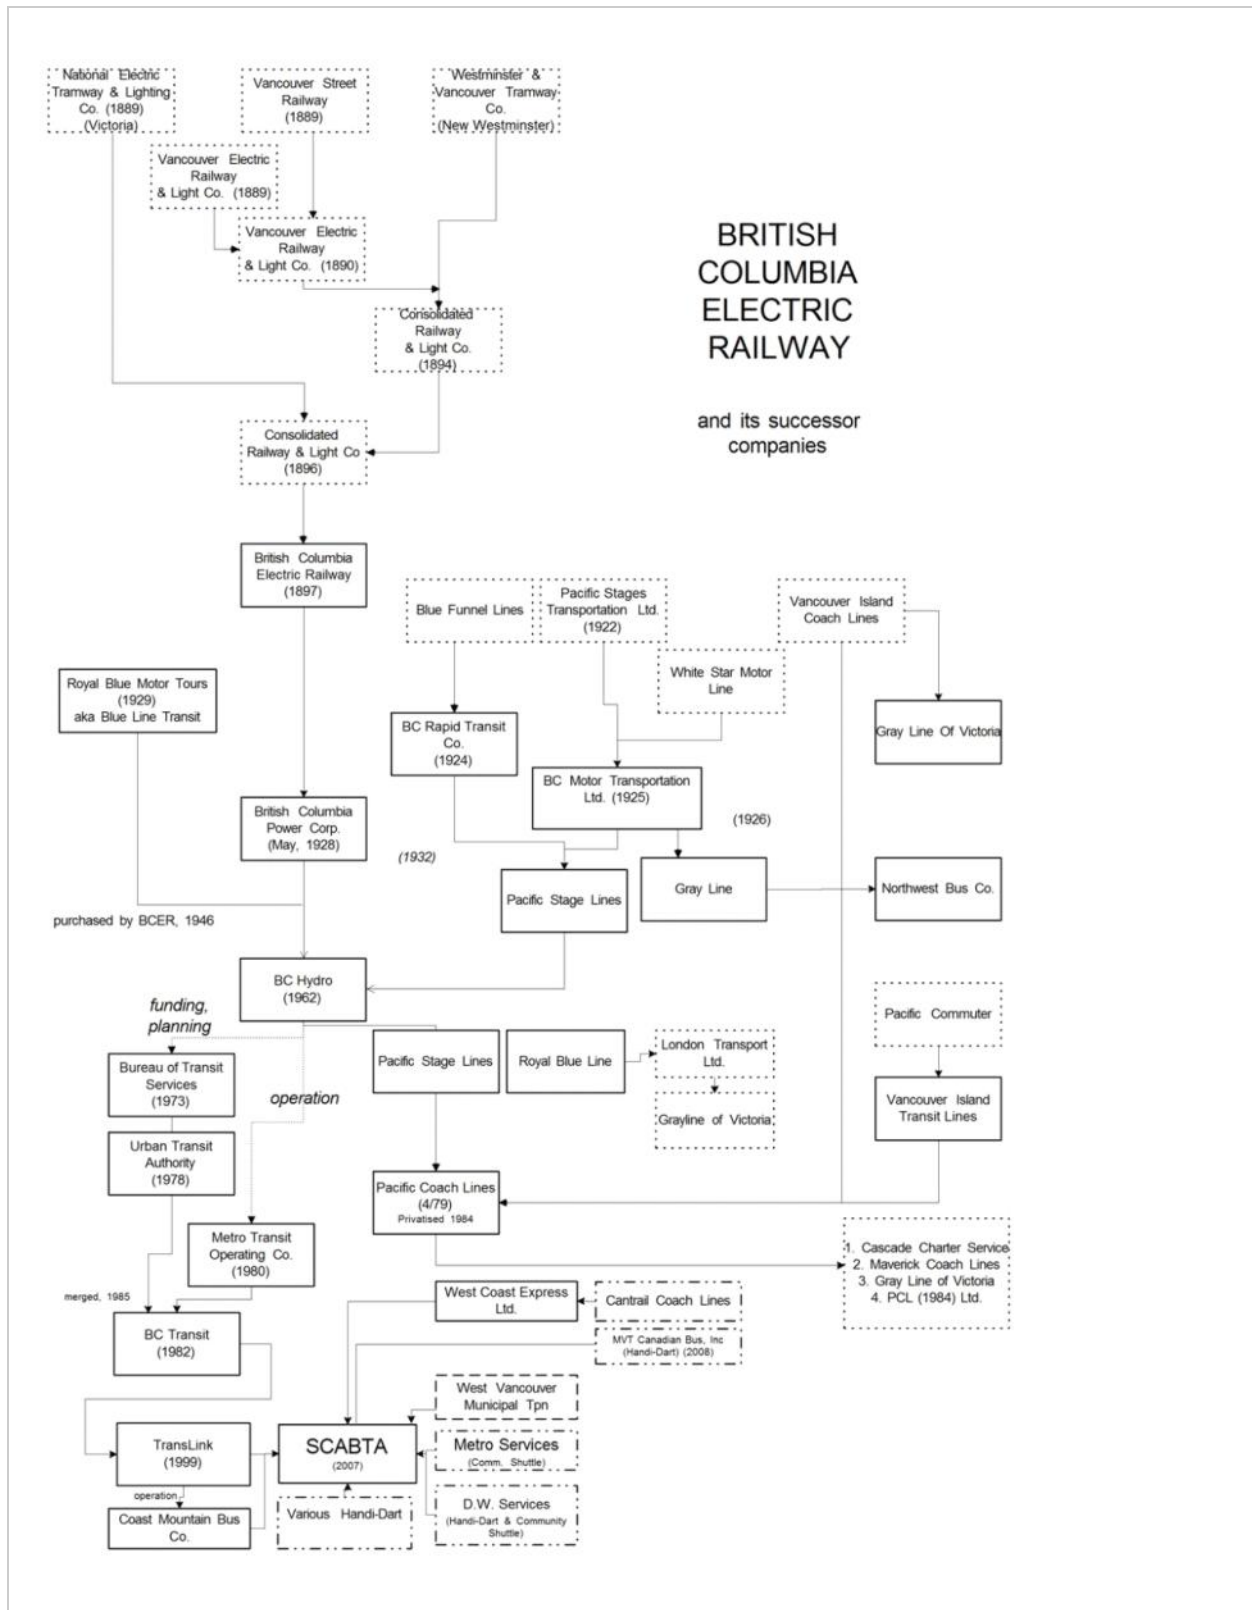 National Electric
Tramway & Lighting
Co. (1889)
(Victoria)
Vancouver Street
Railway
(1889)
Westminster &
Vancouver Tramway
Co.
(New Westminster)
Vancouver Electric
Railway
& Light Co. (1889)
Vancouver Electric
Railway
& Light Co. (1890)
BRITISH
COLUMBIA
ELECTRIC
RAILWAY
and its successor
companies
Consolidated
Railway
& Light Co.
(1894)
Consolidated
Railway & Light Co
(1896)
British Columbia
Electric Railway
(1897)
Blue Funnel Lines
Pacific Stages
Transportation Ltd.
(1922)
Vancouver Island
Coach Lines
White Star Motor
Line
Royal Blue Motor Tours
(1929)
aka Blue Line Transit
BC Rapid Transit
Co.
(1924)
Gray Line Of Victoria
BC Motor Transportation
Ltd. (1925)
British Columbia
Power Corp.
(May, 1928)
(1926)
(1932)
Pacific Stage Lines
Gray Line
Northwest Bus Co.
purchased by BCER, 1946
BC Hydro
(1962)
funding,
planning
Pacific Commuter
Bureau of Transit
Services
(1973)
operation
Pacific Stage Lines
Royal Blue Line
London Transport
Ltd.
Grayline of Victoria
Vancouver Island
Transit Lines
Urban Transit
Authority
(1978)
Pacific Coach Lines
(4/79)
Privatised 1984
Metro Transit
Operating Co.
(1980)
1. Cascade Charter Service
2. Maverick Coach Lines
3. Gray Line of Victoria
4. PCL (1984) Ltd.
merged, 1985
BC Transit
(1982)
West Coast Express
Ltd.
Cantrail Coach Lines
MVT Canadian Bus, Inc
(Handi-Dart) (2008)
West Vancouver
Municipal Tpn
TransLink
(1999)
SCABTA
(2007)
Metro Services
(Comm. Shuttle)
operation
Coast Mountain Bus
Co.
Various Handi-Dart
D.W. Services
(Handi-Dart & Community
Shuttle)